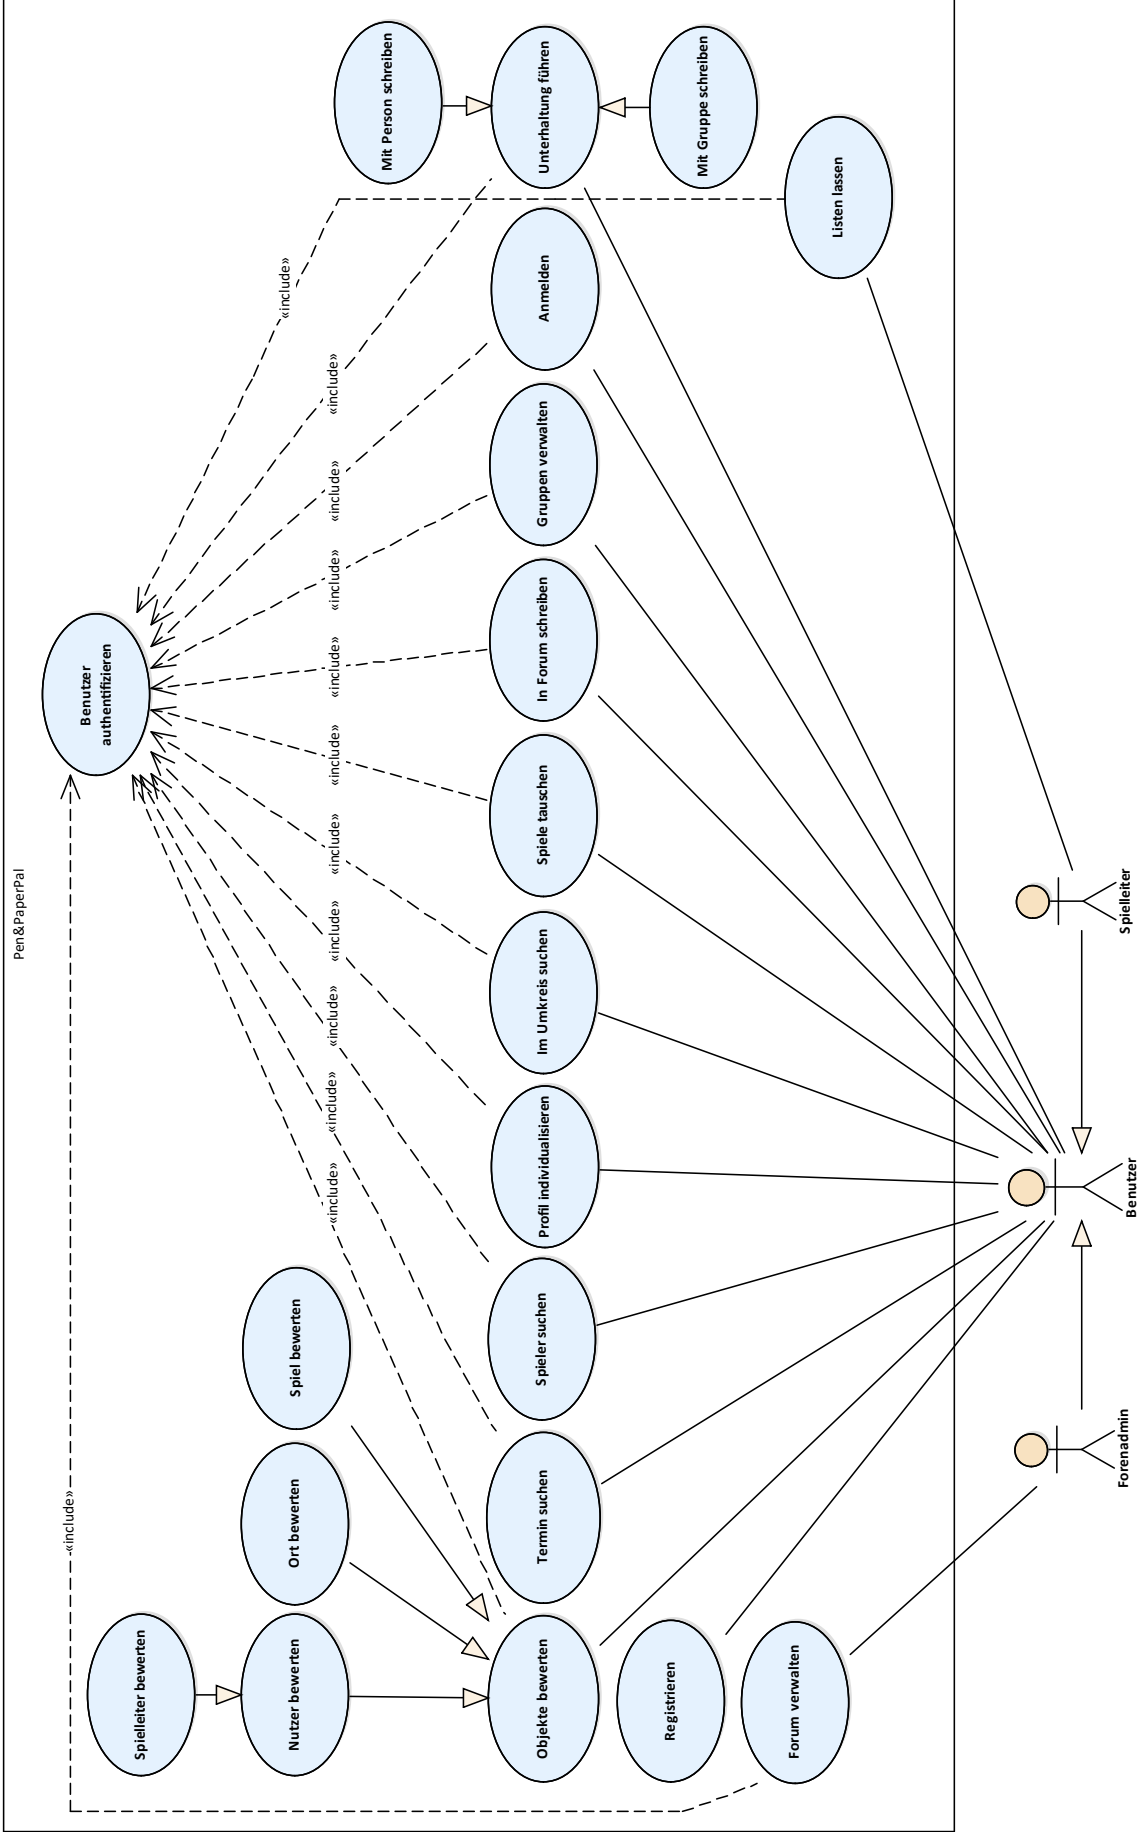 Pen&PaperPal
Spielleiter bewerten
«include»
Benutzer
authentifizieren
Nutzer bewerten
Ort bewerten
Spiel bewerten
«include»
«include»
«include»
«include»
«include»
«include»
«include»
«include»
«include»
«include»
«include»
Mit Person schreiben
Objekte bewerten
Termin suchen
Spieler suchen
Profil individualisieren
Im Umkreis suchen
Spiele tauschen
In Forum schreiben
Gruppen verwalten
Anmelden
Unterhaltung führen
Registrieren
Mit Gruppe schreiben
Forum verwalten
Listen lassen
Forenadmin
Benutzer
Spielleiter